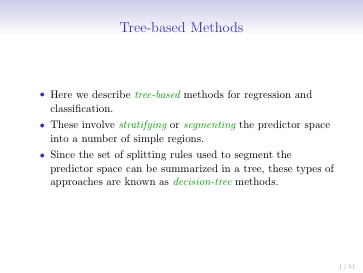 Tree-based Methods
• Here we describe tree-based methods for regression and
classification.
• These involve stratifying or segmenting the predictor space
into a number of simple regions.
• Since the set of splitting rules used to segment the
predictor space can be summarized in a tree, these types of
approaches are known as decision-tree methods.
1 / 51